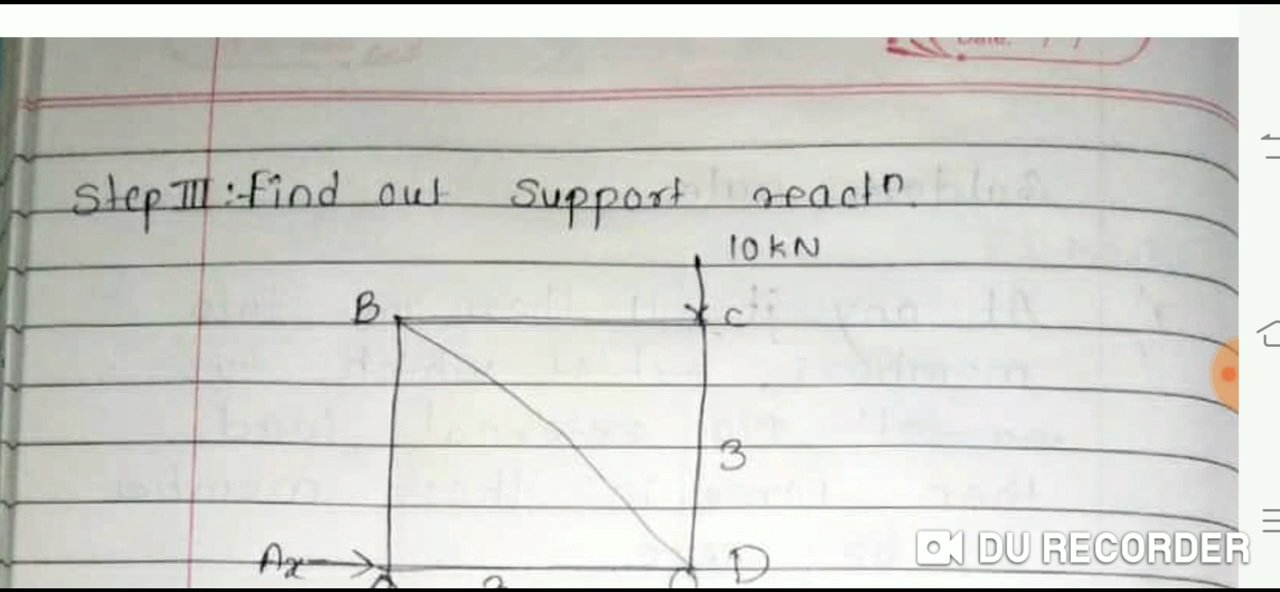 Step III : find out support reactn
10 kN
B
C
3
Ax
D
DU RECORDER